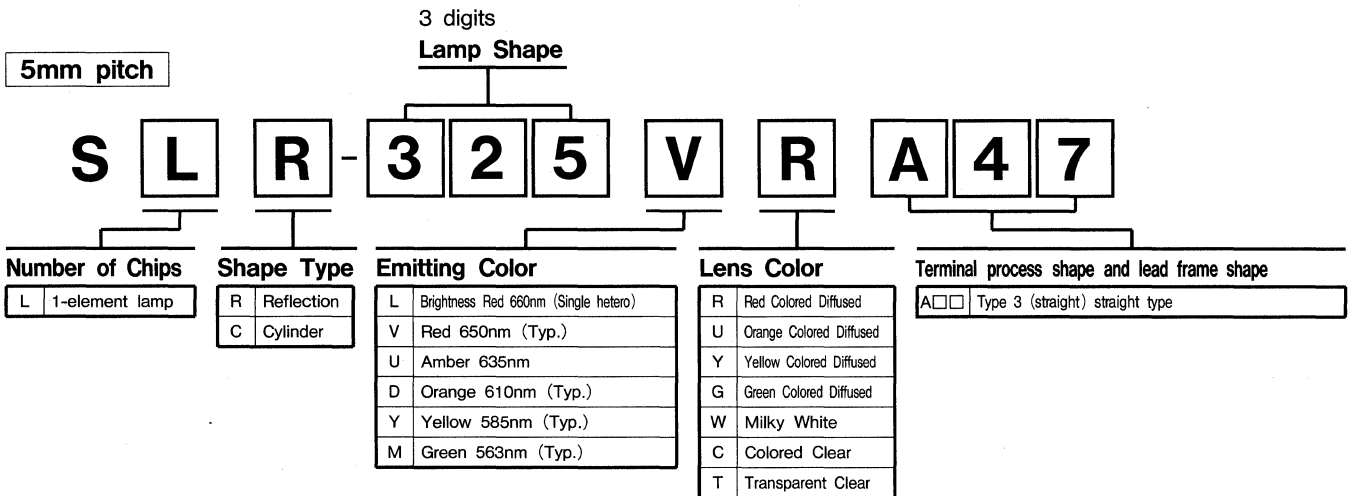 3 digits
Lamp Shape
5mm pitch
S L R - 3 2 5 V R A 4 7
Number of Chips
L 1-element lamp
Shape Type
R Reflection
C Cylinder
Emitting Color
L Brightness Red 660nm (Single hetero)
V Red 650nm (Typ.)
U Amber 635nm
D Orange 610nm (Typ.)
Y Yellow 585nm (Typ.)
M Green 563nm (Typ.)
Lens Color
R Red Colored Diffused
U Orange Colored Diffused
Y Yellow Colored Diffused
G Green Colored Diffused
W Milky White
C Colored Clear
T Transparent Clear
Terminal process shape and lead frame shape
A□□ Type 3 (straight) straight type